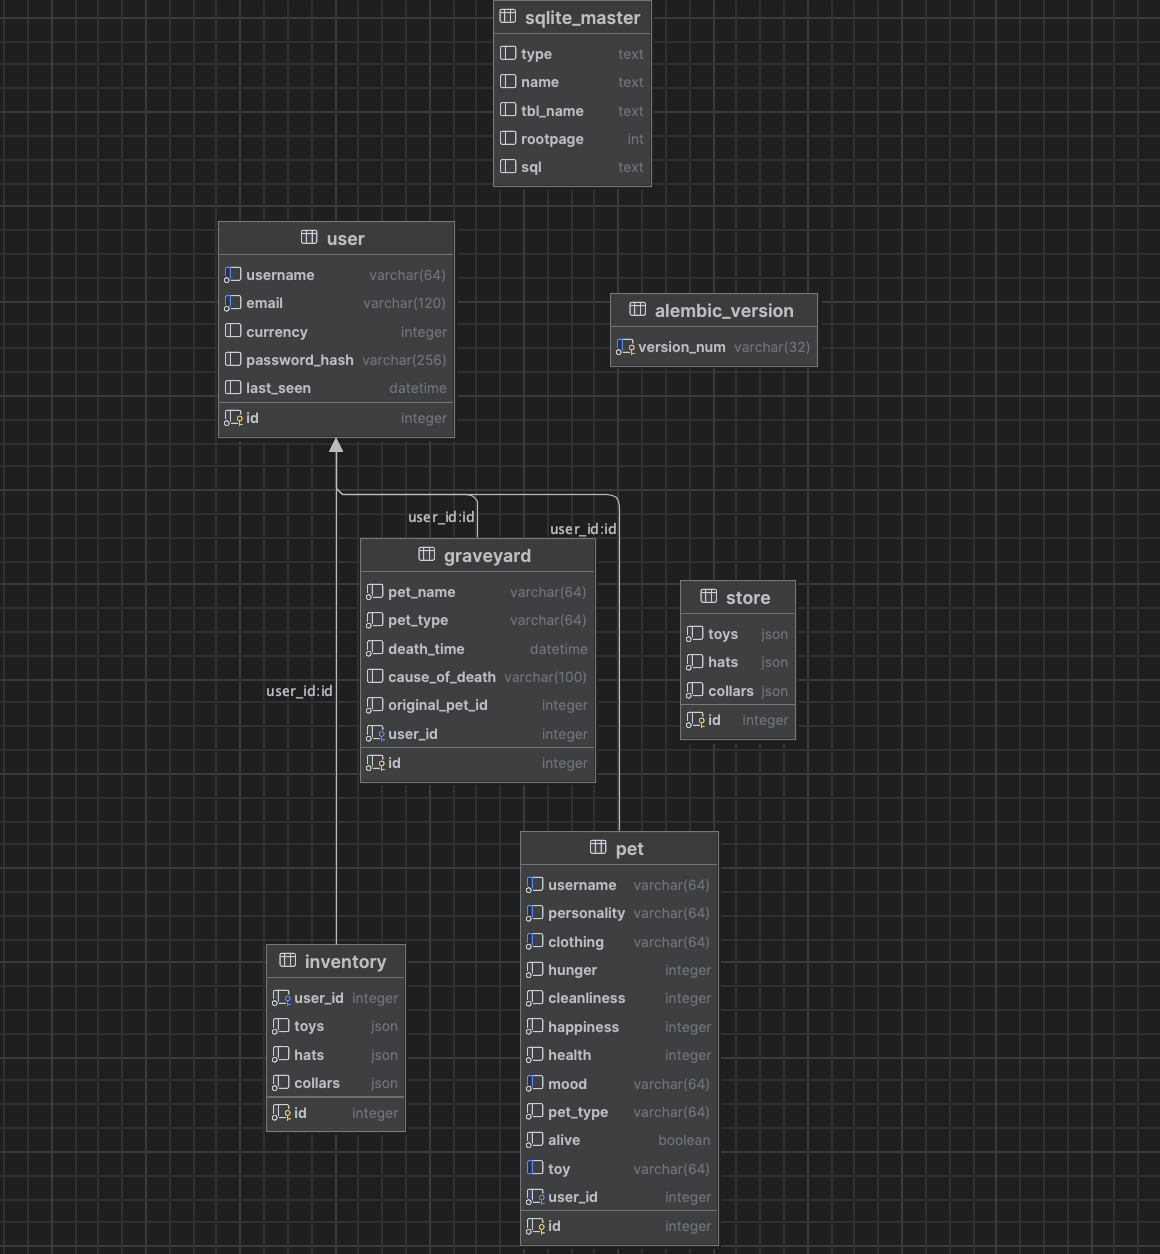 sqlite_master
type text
name text
tbl_name text
rootpage int
sql text
user
username varchar(64)
email varchar(120)
currency integer
password_hash varchar(256)
last_seen datetime
id integer
alembic_version
version_num varchar(32)
user_id:id
user_id:id
graveyard
pet_name varchar(64)
pet_type varchar(64)
death_time datetime
cause_of_death varchar(100)
original_pet_id integer
user_id integer
id integer
store
toys json
hats json
collars json
id integer
user_id:id
pet
username varchar(64)
personality varchar(64)
clothing varchar(64)
hunger integer
cleanliness integer
happiness integer
health integer
mood varchar(64)
pet_type varchar(64)
alive boolean
toy varchar(64)
user_id integer
id integer
inventory
user_id integer
toys json
hats json
collars json
id integer